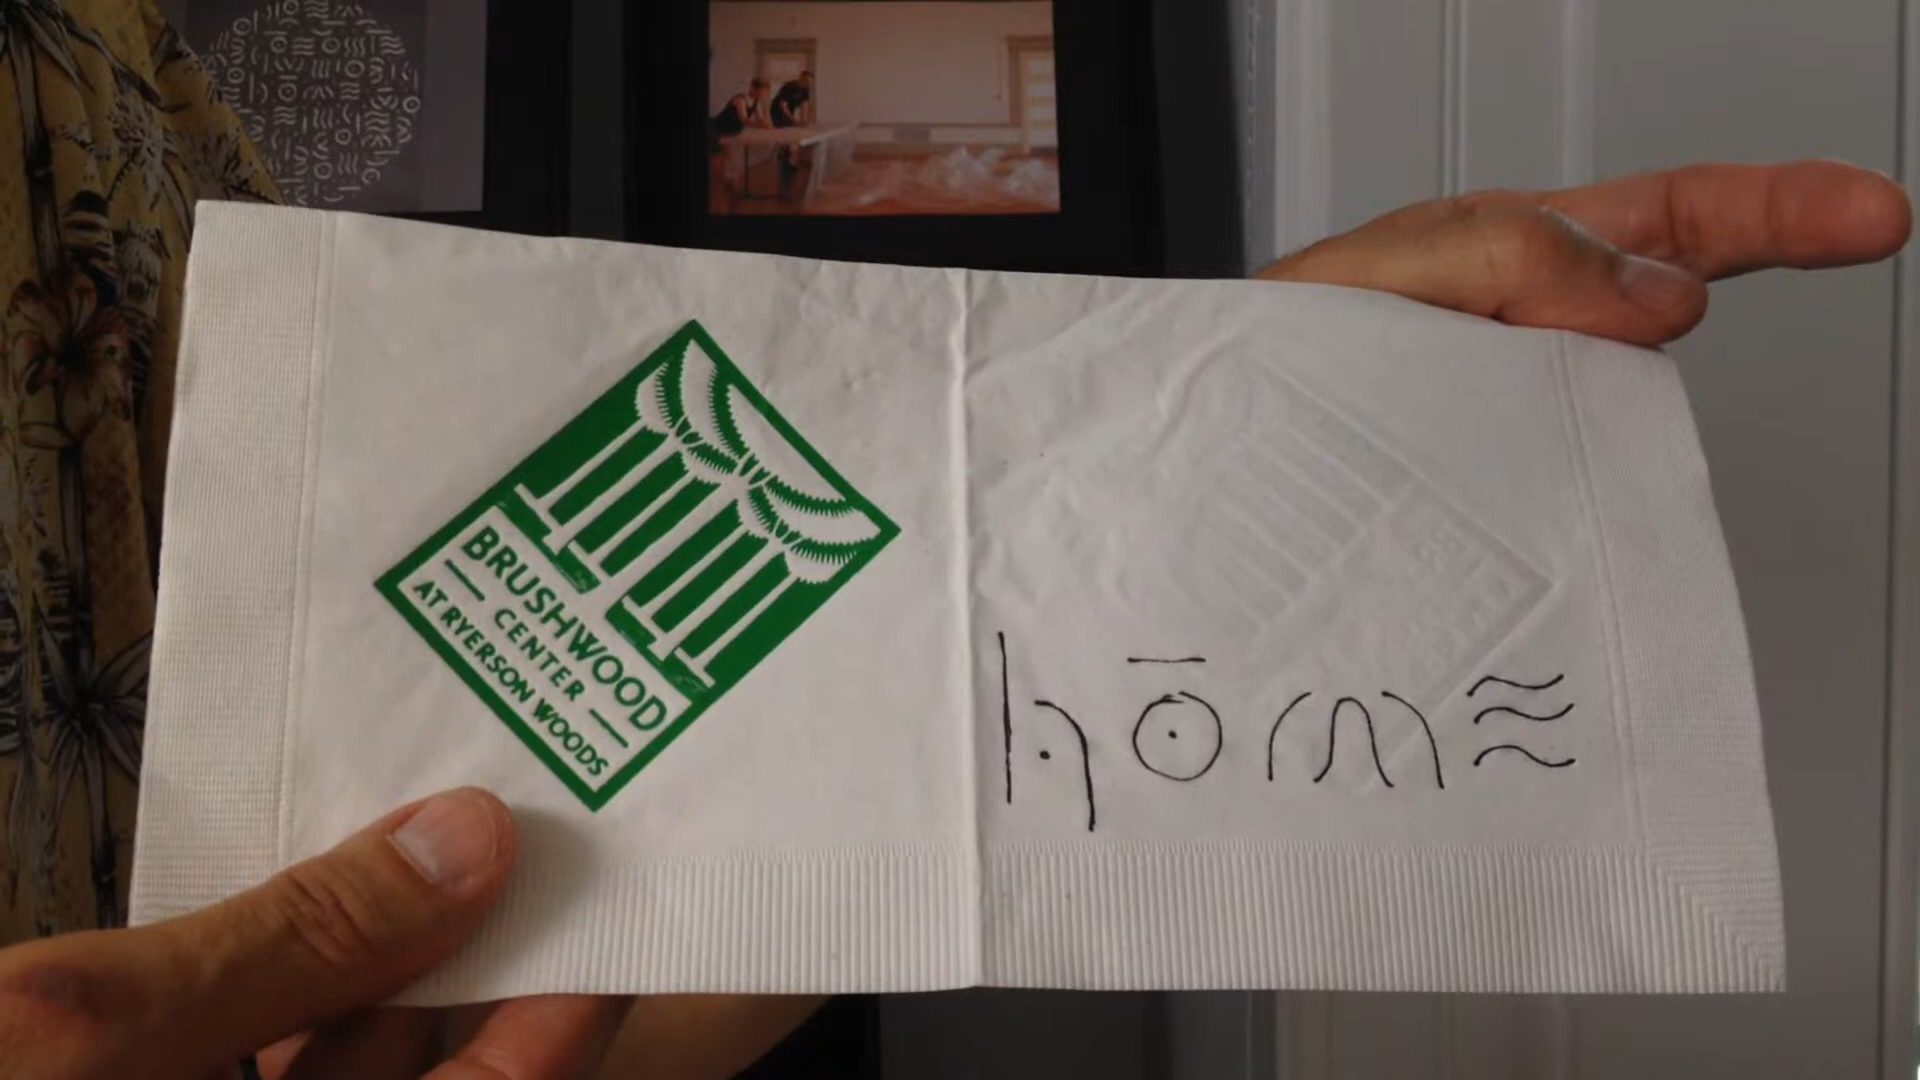 BRUSHWOOD
— CENTER —
AT RYERSON WOODS
hōme